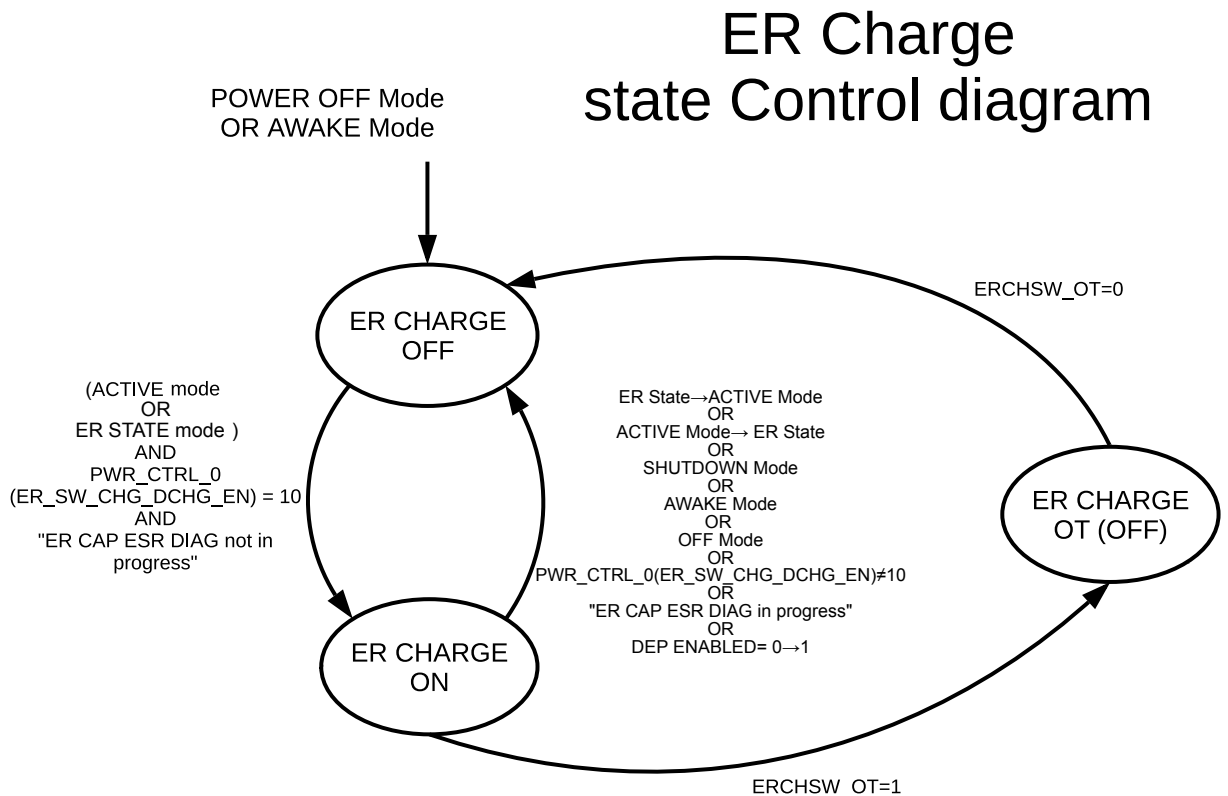 ER Charge
state Control diagram
POWER OFF Mode
OR AWAKE Mode
ERCHSW_OT=0
ER CHARGE
OFF
(ACTIVE mode
OR
ER STATE mode )
AND
PWR_CTRL_0
(ER_SW_CHG_DCHG_EN) = 10
AND
"ER CAP ESR DIAG not in
progress"
ER State→ACTIVE Mode
OR
ACTIVE Mode→ ER State
OR
SHUTDOWN Mode
OR
AWAKE Mode
OR
OFF Mode
OR
PWR_CTRL_0(ER_SW_CHG_DCHG_EN)≠10
OR
"ER CAP ESR DIAG in progress"
OR
DEP ENABLED= 0→1
ER CHARGE
OT (OFF)
ER CHARGE
ON
ERCHSW_OT=1